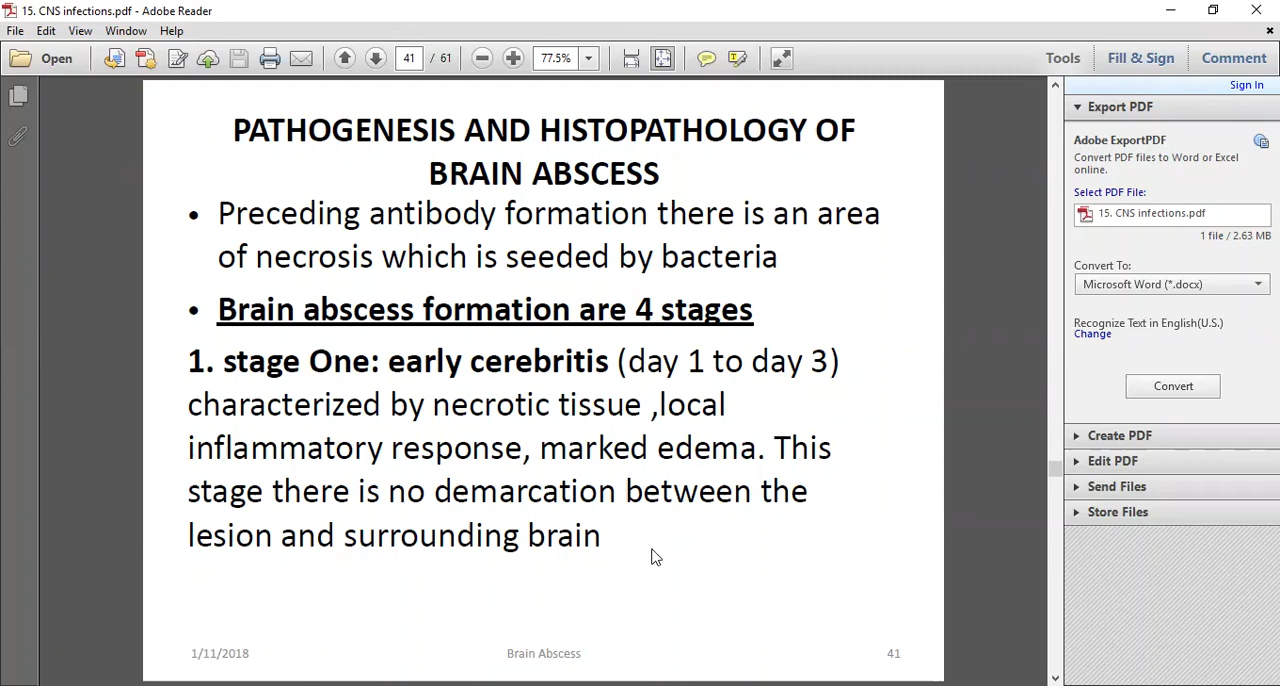 15. CNS infections.pdf - Adobe Reader
File Edit View Window Help
Open 41 / 61 77.5% Tools Fill & Sign Comment
Sign In
PATHOGENESIS AND HISTOPATHOLOGY OF
BRAIN ABSCESS
• Preceding antibody formation there is an area
of necrosis which is seeded by bacteria
• Brain abscess formation are 4 stages
1. stage One: early cerebritis (day 1 to day 3)
characterized by necrotic tissue ,local
inflammatory response, marked edema. This
stage there is no demarcation between the
lesion and surrounding brain
1/11/2018 Brain Abscess 41
Export PDF
Adobe ExportPDF
Convert PDF files to Word or Excel
online.
Select PDF File:
15. CNS infections.pdf
1 file / 2.63 MB
Convert To:
Microsoft Word (*.docx)
Recognize Text in English(U.S.)
Change
Convert
Create PDF
Edit PDF
Send Files
Store Files